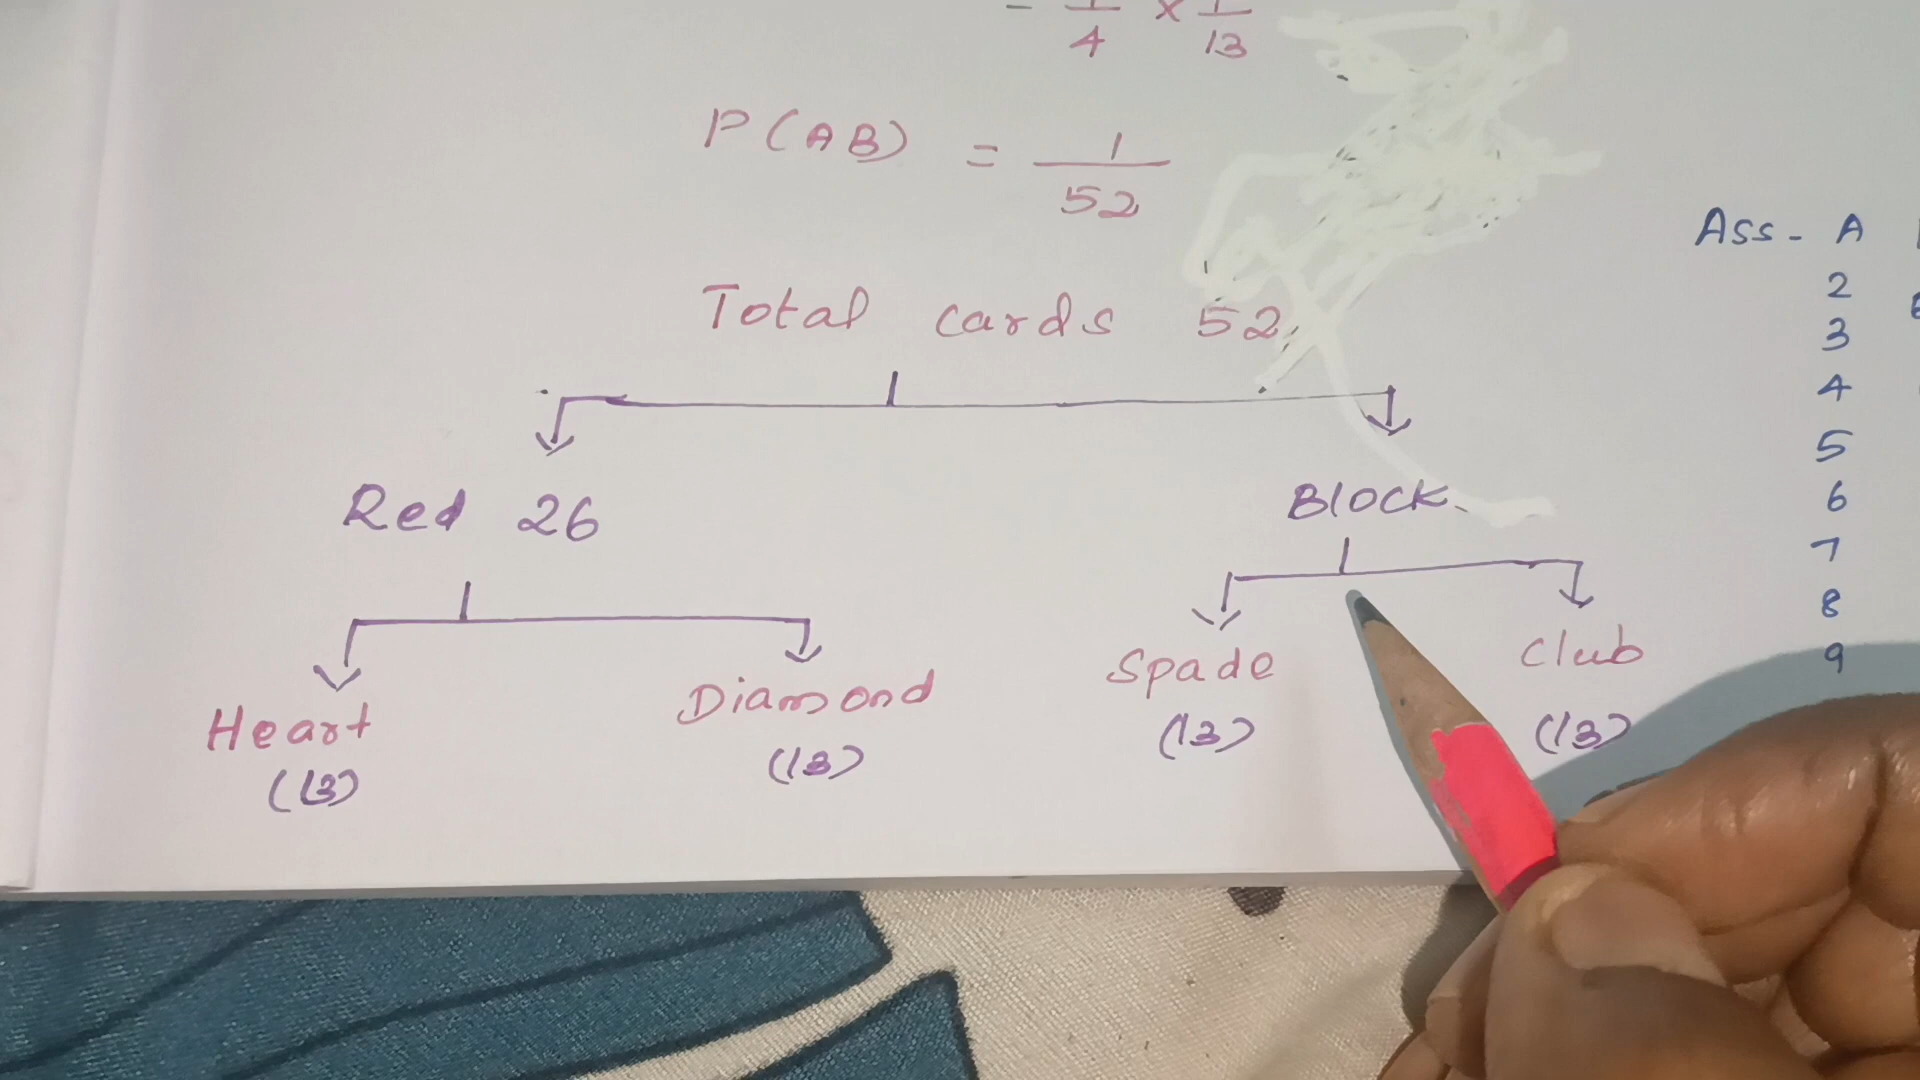 4 × 13
P(AB) = 1
52
Total cards 52
Red 26
Block
Heart
(13)
Diamond
(13)
Spade
(13)
Club
(13)
Ass - A
2
3
4
5
6
7
8
9